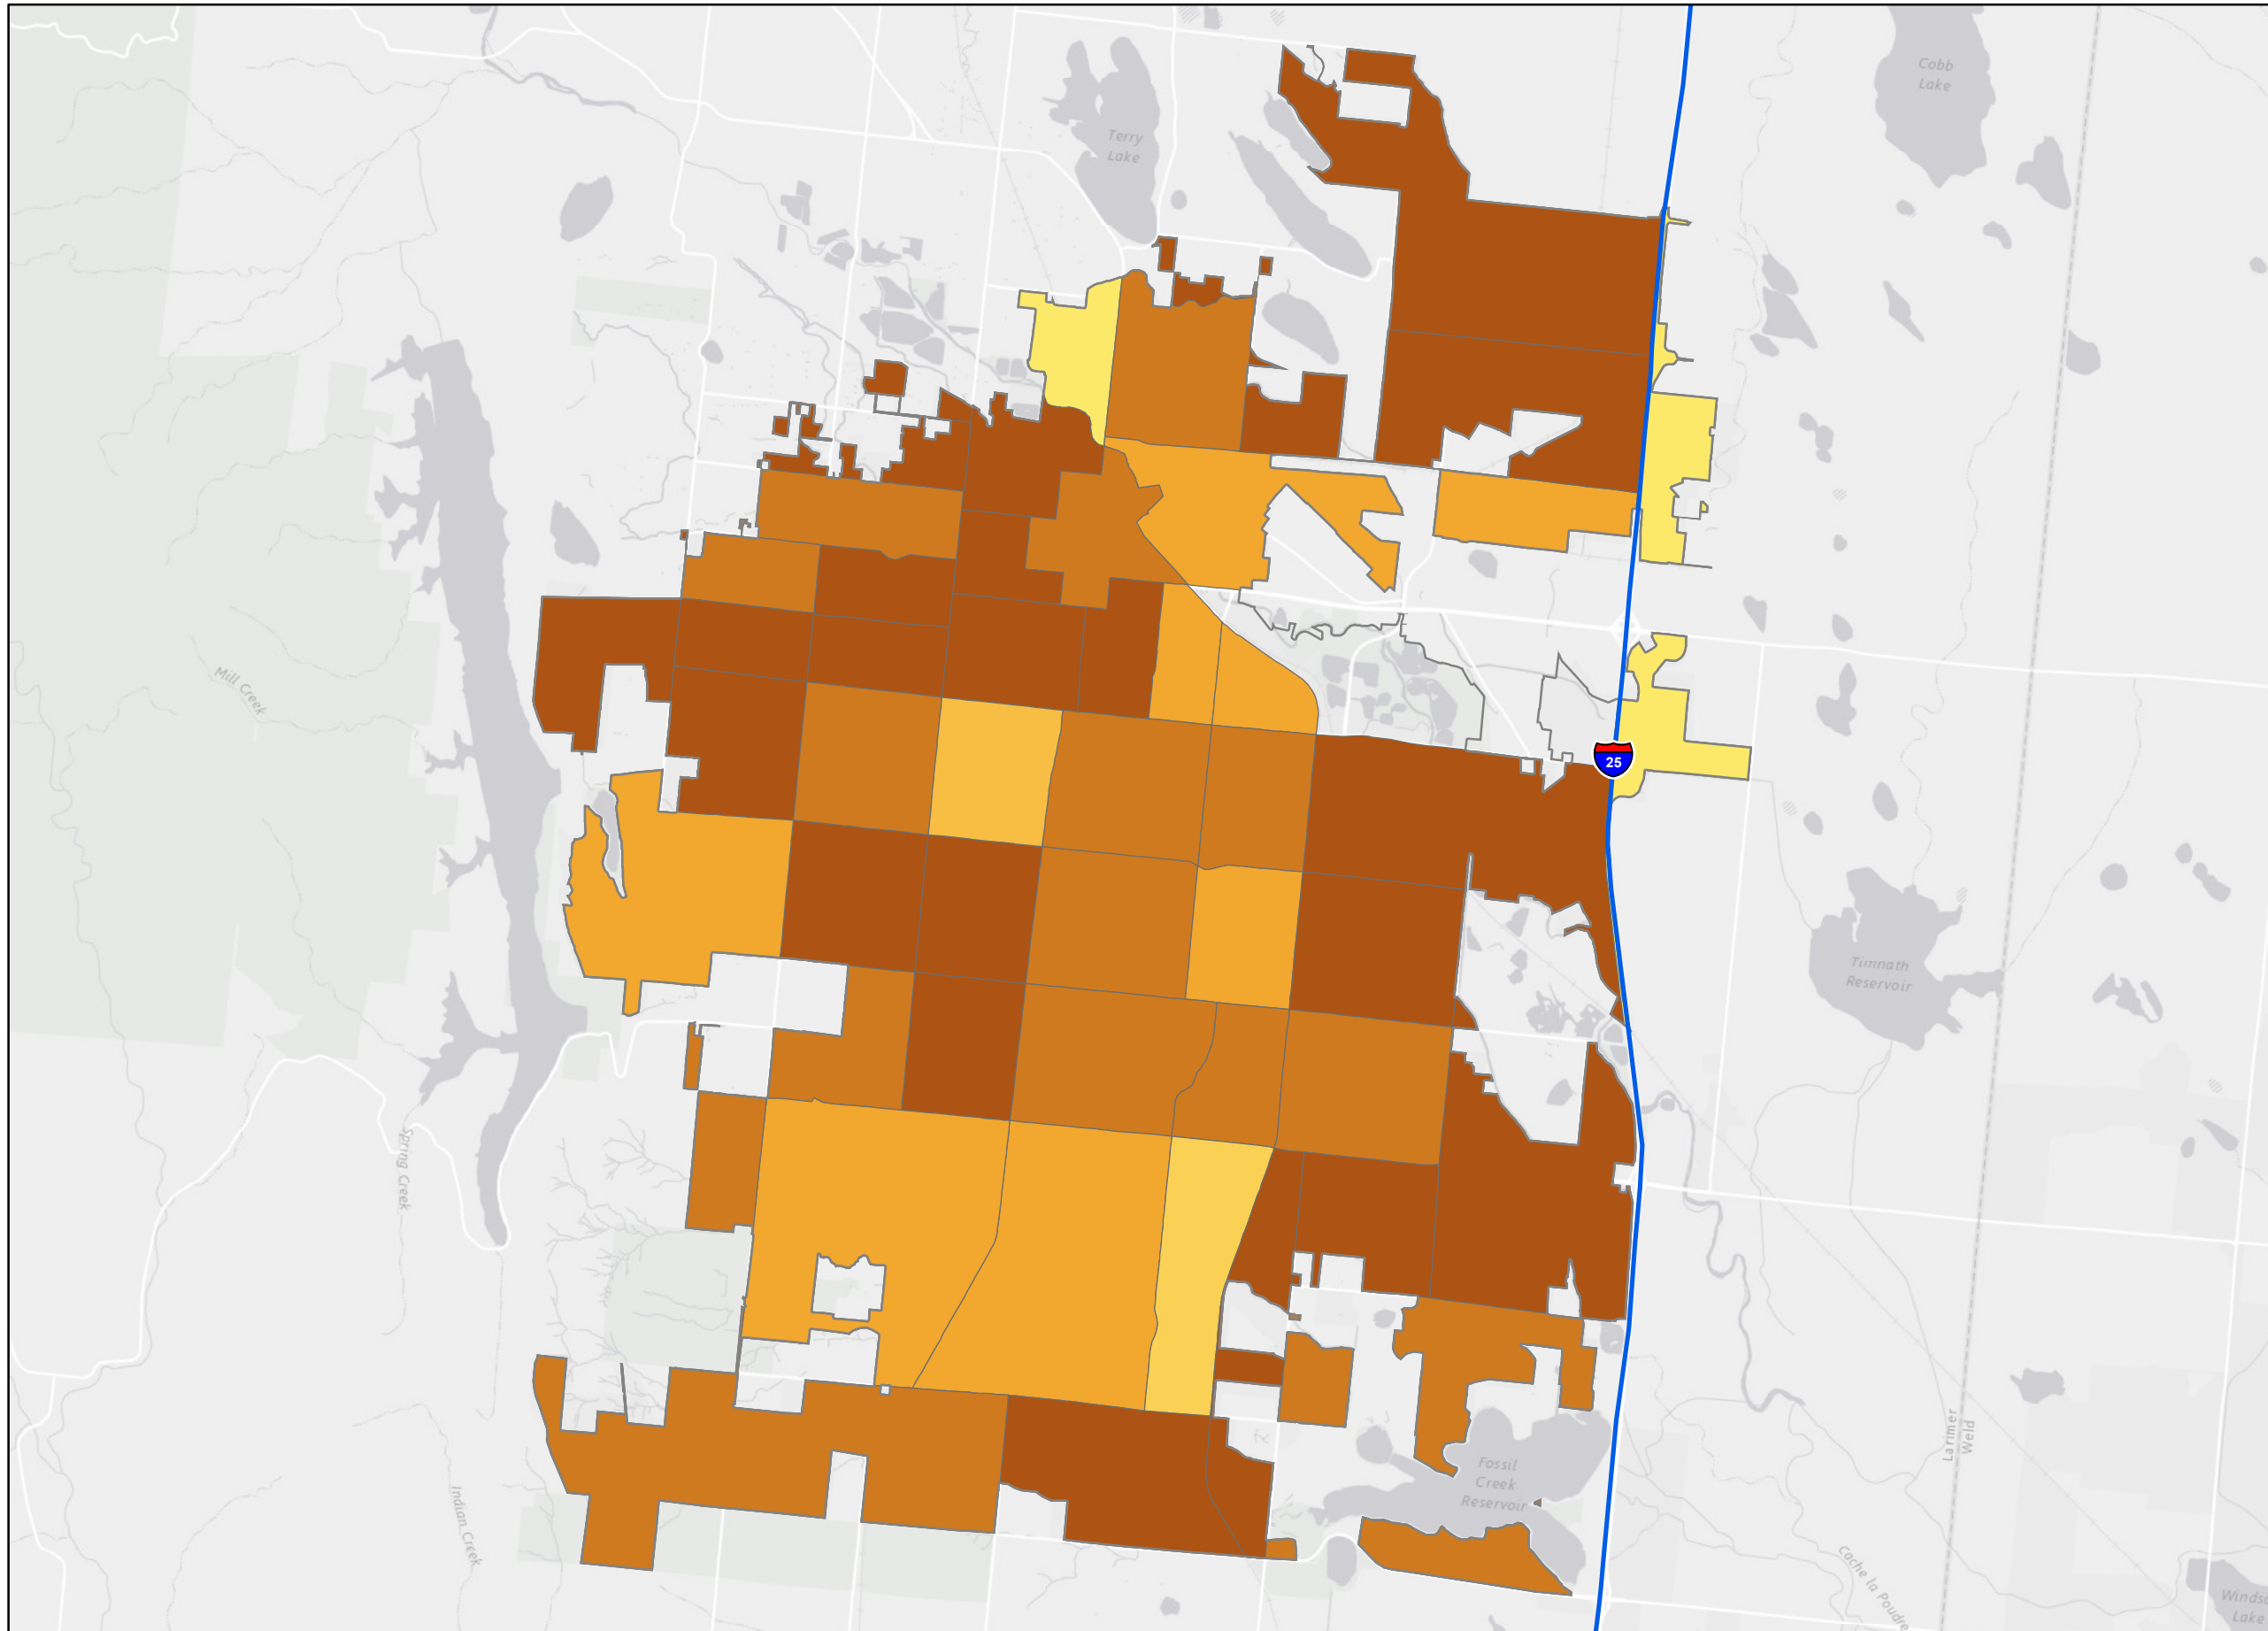 Cobb
Lake
Terry
Lake
Mill Creek
25
Timnath
Reservoir
Spring Creek
Larimer
Weld
Fossil
Creek
Reservoir
Indian Creek
Cache la Poudre
Lake